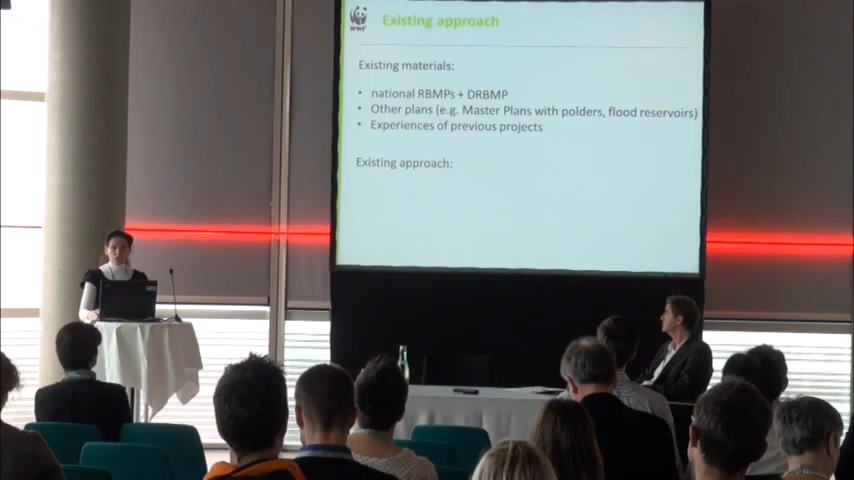 WWF
Existing approach
Existing materials:
• national RBMPs + DRBMP
• Other plans (e.g. Master Plans with polders, flood reservoirs)
• Experiences of previous projects
Existing approach: